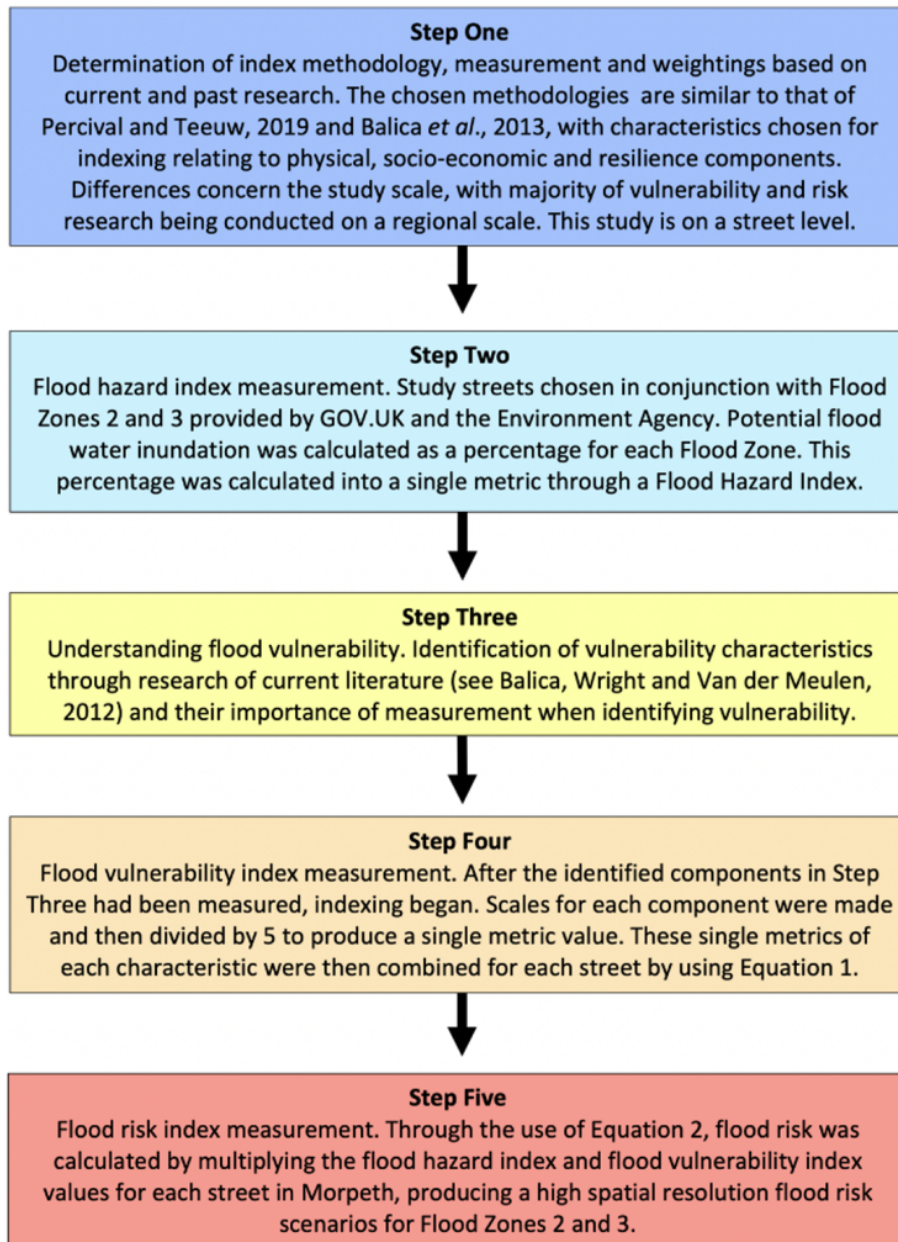 Step One
Determination of index methodology, measurement and weightings based on
current and past research. The chosen methodologies are similar to that of
Percival and Teeuw, 2019 and Balica et al., 2013, with characteristics chosen for
indexing relating to physical, socio-economic and resilience components.
Differences concern the study scale, with majority of vulnerability and risk
research being conducted on a regional scale. This study is on a street level.
Step Two
Flood hazard index measurement. Study streets chosen in conjunction with Flood
Zones 2 and 3 provided by GOV.UK and the Environment Agency. Potential flood
water inundation was calculated as a percentage for each Flood Zone. This
percentage was calculated into a single metric through a Flood Hazard Index.
Step Three
Understanding flood vulnerability. Identification of vulnerability characteristics
through research of current literature (see Balica, Wright and Van der Meulen,
2012) and their importance of measurement when identifying vulnerability.
Step Four
Flood vulnerability index measurement. After the identified components in Step
Three had been measured, indexing began. Scales for each component were made
and then divided by 5 to produce a single metric value. These single metrics of
each characteristic were then combined for each street by using Equation 1.
Step Five
Flood risk index measurement. Through the use of Equation 2, flood risk was
calculated by multiplying the flood hazard index and flood vulnerability index
values for each street in Morpeth, producing a high spatial resolution flood risk
scenarios for Flood Zones 2 and 3.